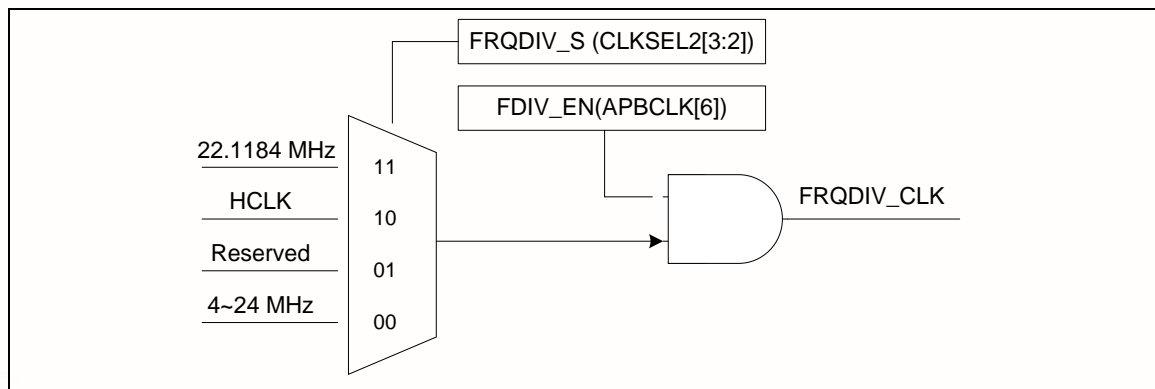 FRQDIV_S (CLKSEL2[3:2])
FDIV_EN(APBCLK[6])
22.1184 MHz
11
HCLK
10
Reserved
01
4~24 MHz
00
FRQDIV_CLK